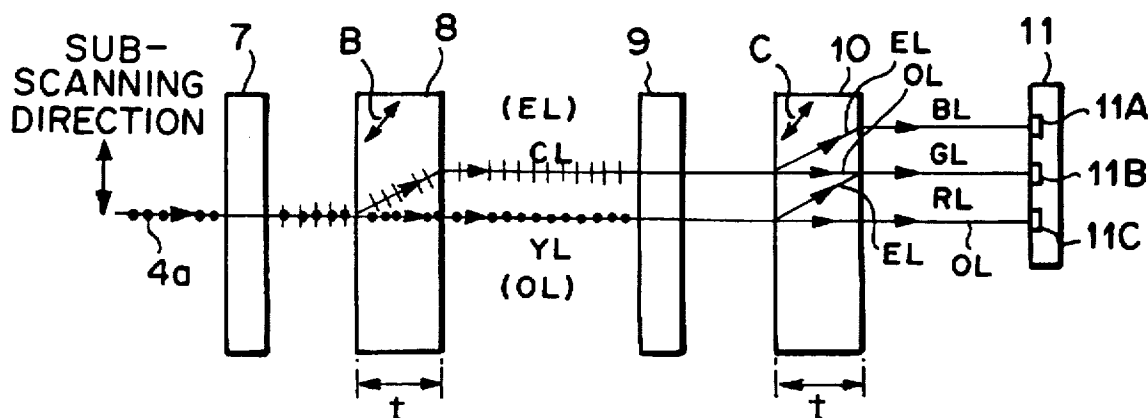 SUB-
SCANNING
DIRECTION
4a
7
B
8
(EL)
CL
YL
(OL)
t
9
C
10
EL
OL
BL
GL
RL
EL
OL
t
11
11A
11B
11C